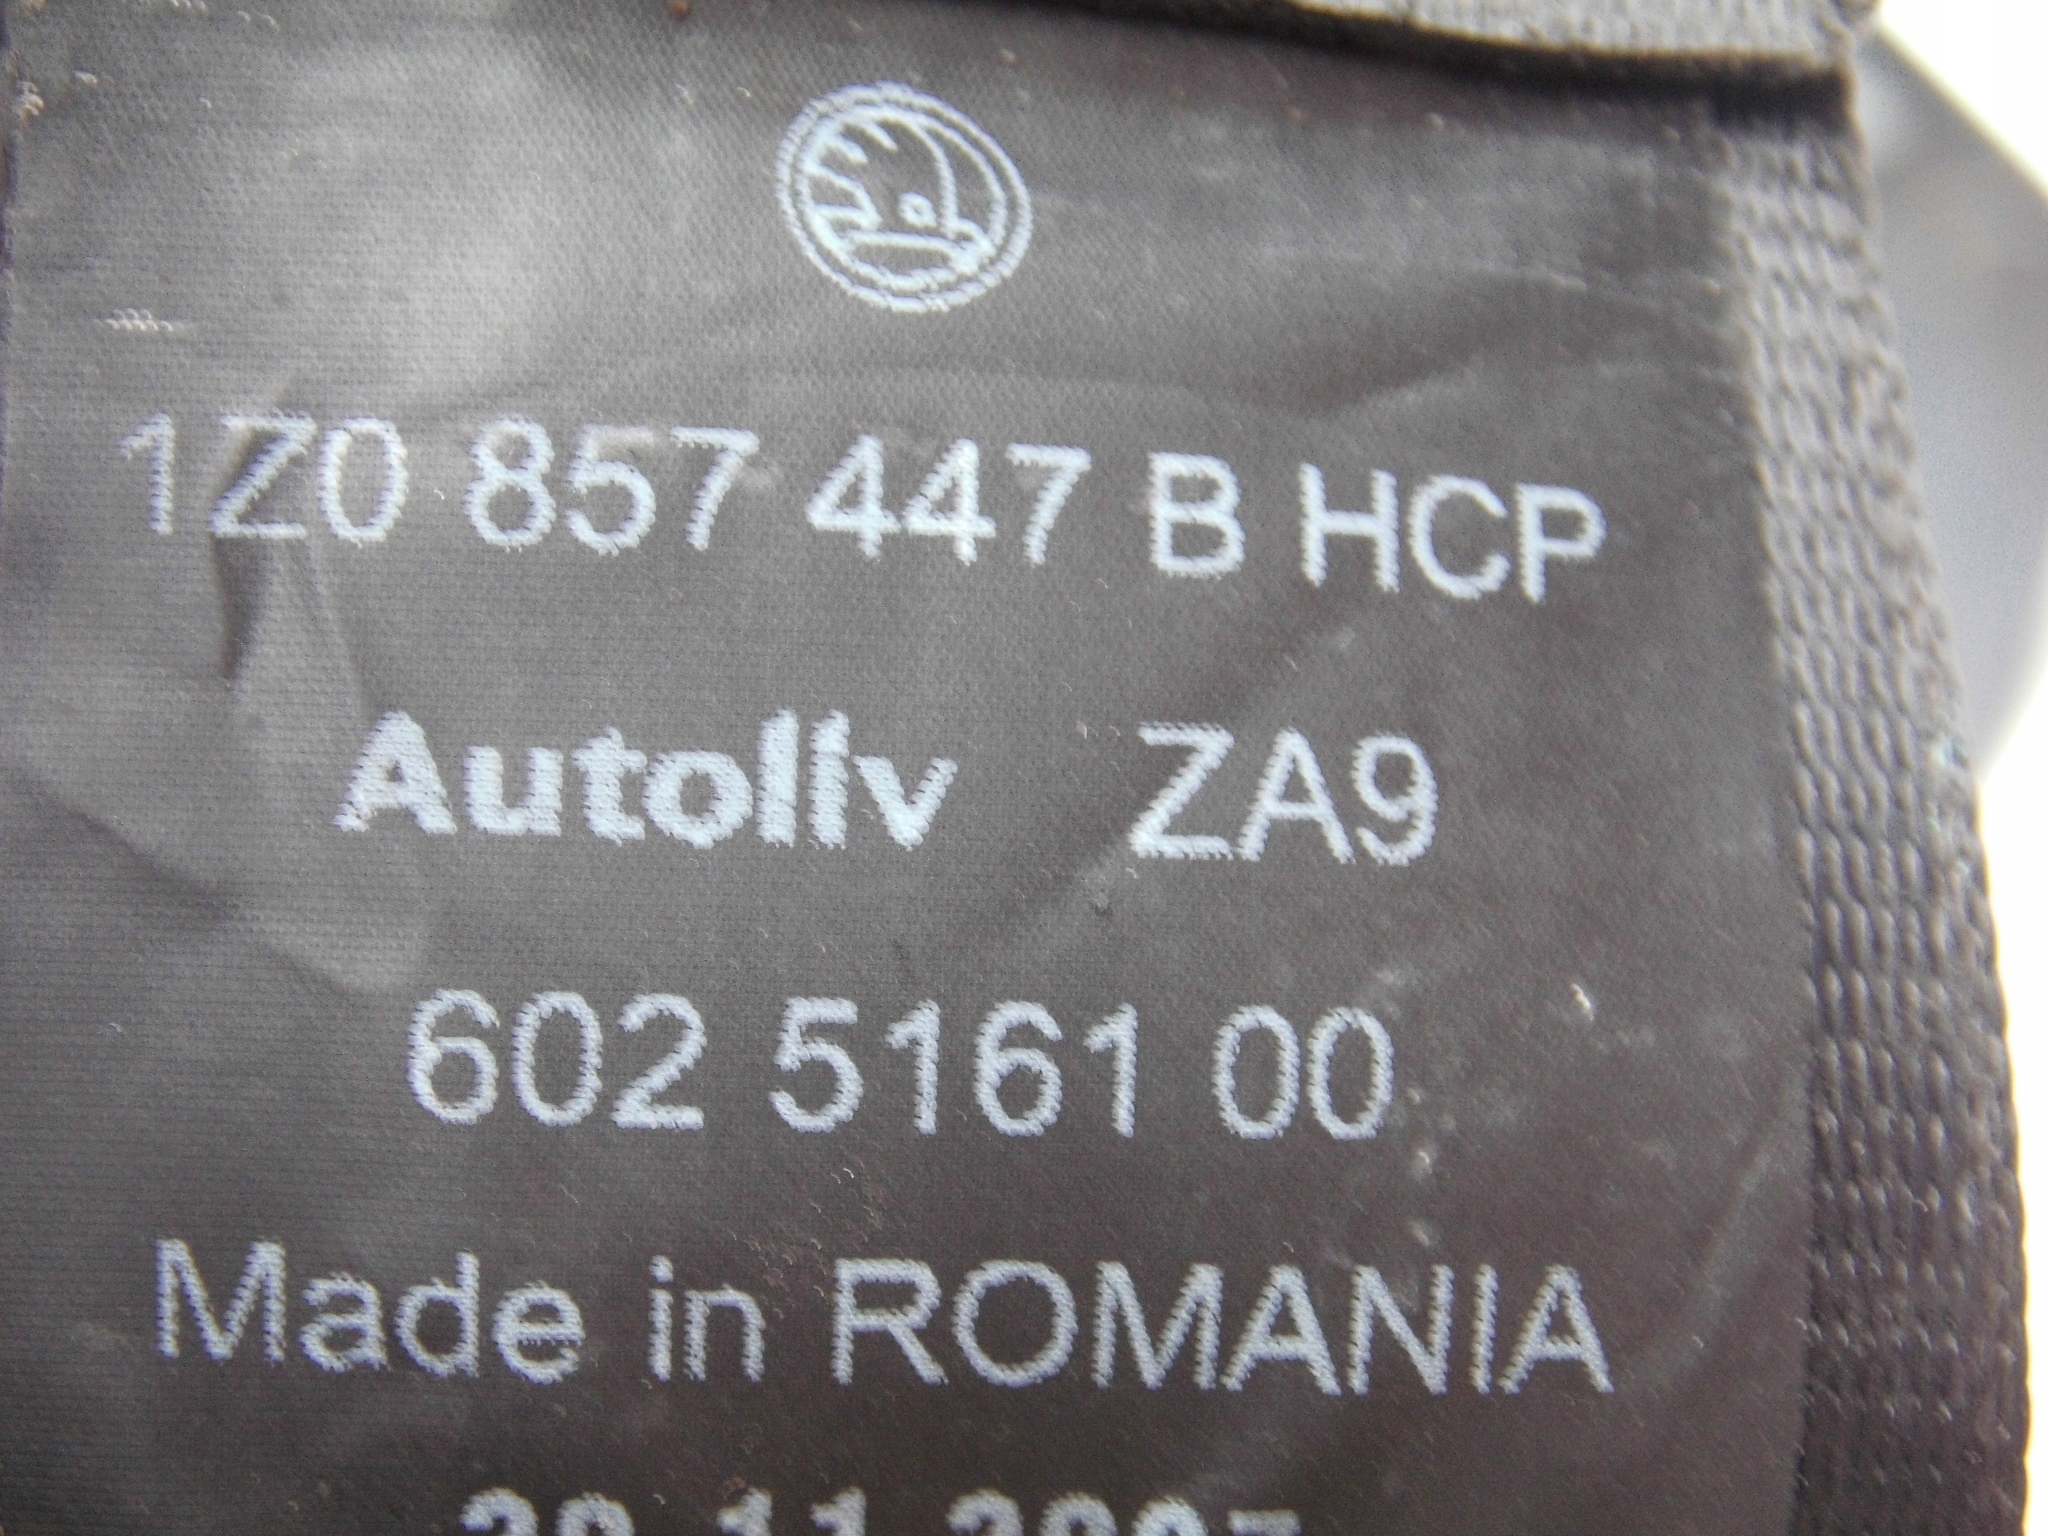 1Z0 857 447 B HCP
Autoliv ZA9
602 5161 00
Made in ROMANIA